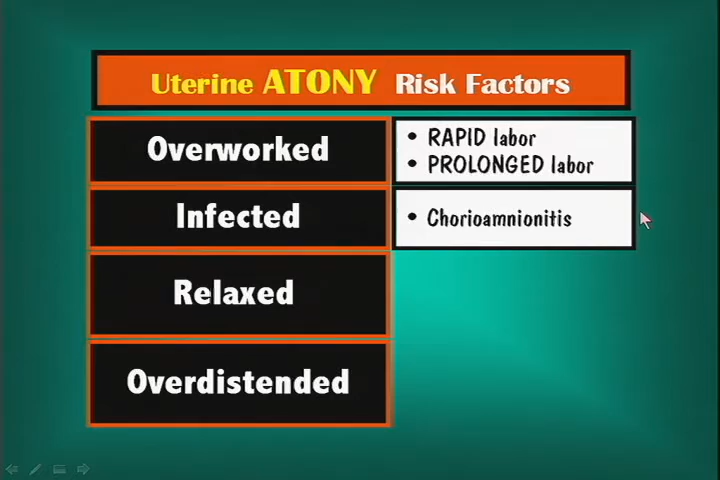 Uterine ATONY Risk Factors
Overworked
• RAPID labor
• PROLONGED labor
Infected
• Chorioamnionitis
Relaxed
Overdistended